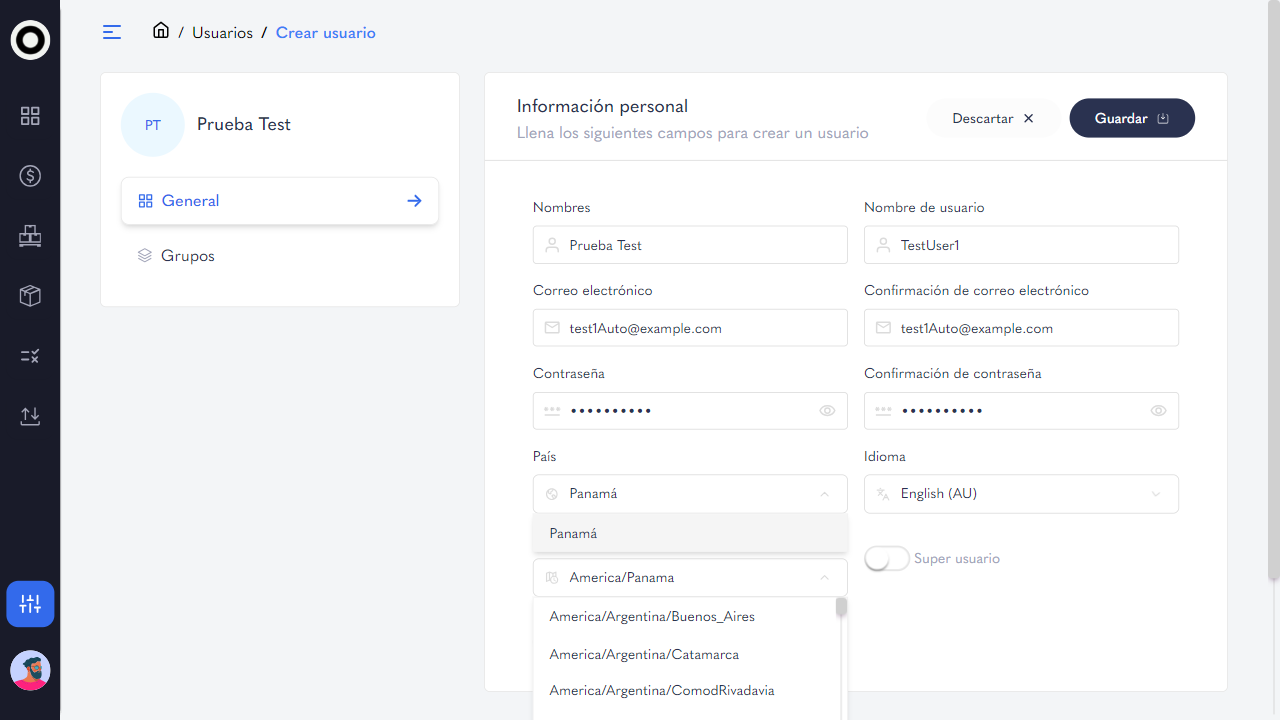 / Usuarios / Crear usuario
PT
Prueba Test
General
Grupos
Información personal
Llena los siguientes campos para crear un usuario
Descartar
Guardar
Nombres
Nombre de usuario
Prueba Test
TestUser1
Correo electrónico
Confirmación de correo electrónico
test1Auto@example.com
test1Auto@example.com
Contraseña
Confirmación de contraseña
••••••••••
••••••••••
País
Idioma
Panamá
English (AU)
Panamá
Super usuario
America/Panama
America/Argentina/Buenos_Aires
America/Argentina/Catamarca
America/Argentina/ComodRivadavia